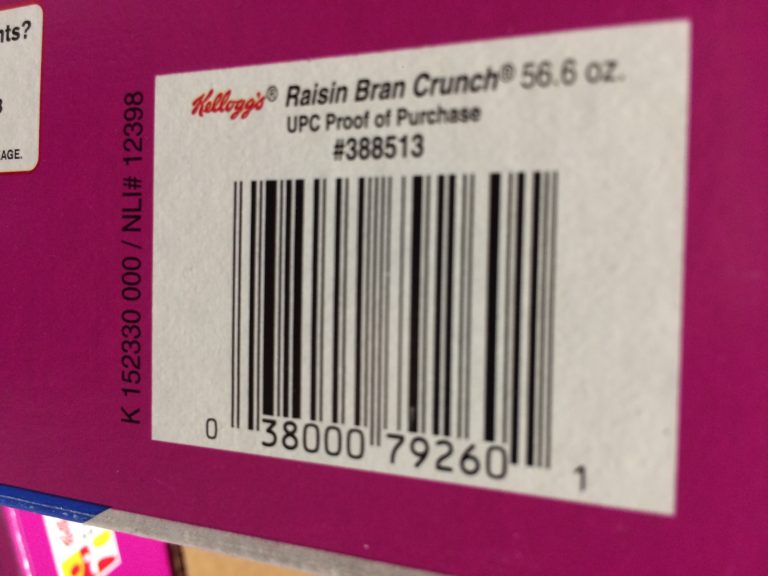 nts?
AGE.
K 152330 000 / NLI# 12398
Kellogg's® Raisin Bran Crunch® 56.6 oz.
UPC Proof of Purchase
#388513
0 38000 79260 1